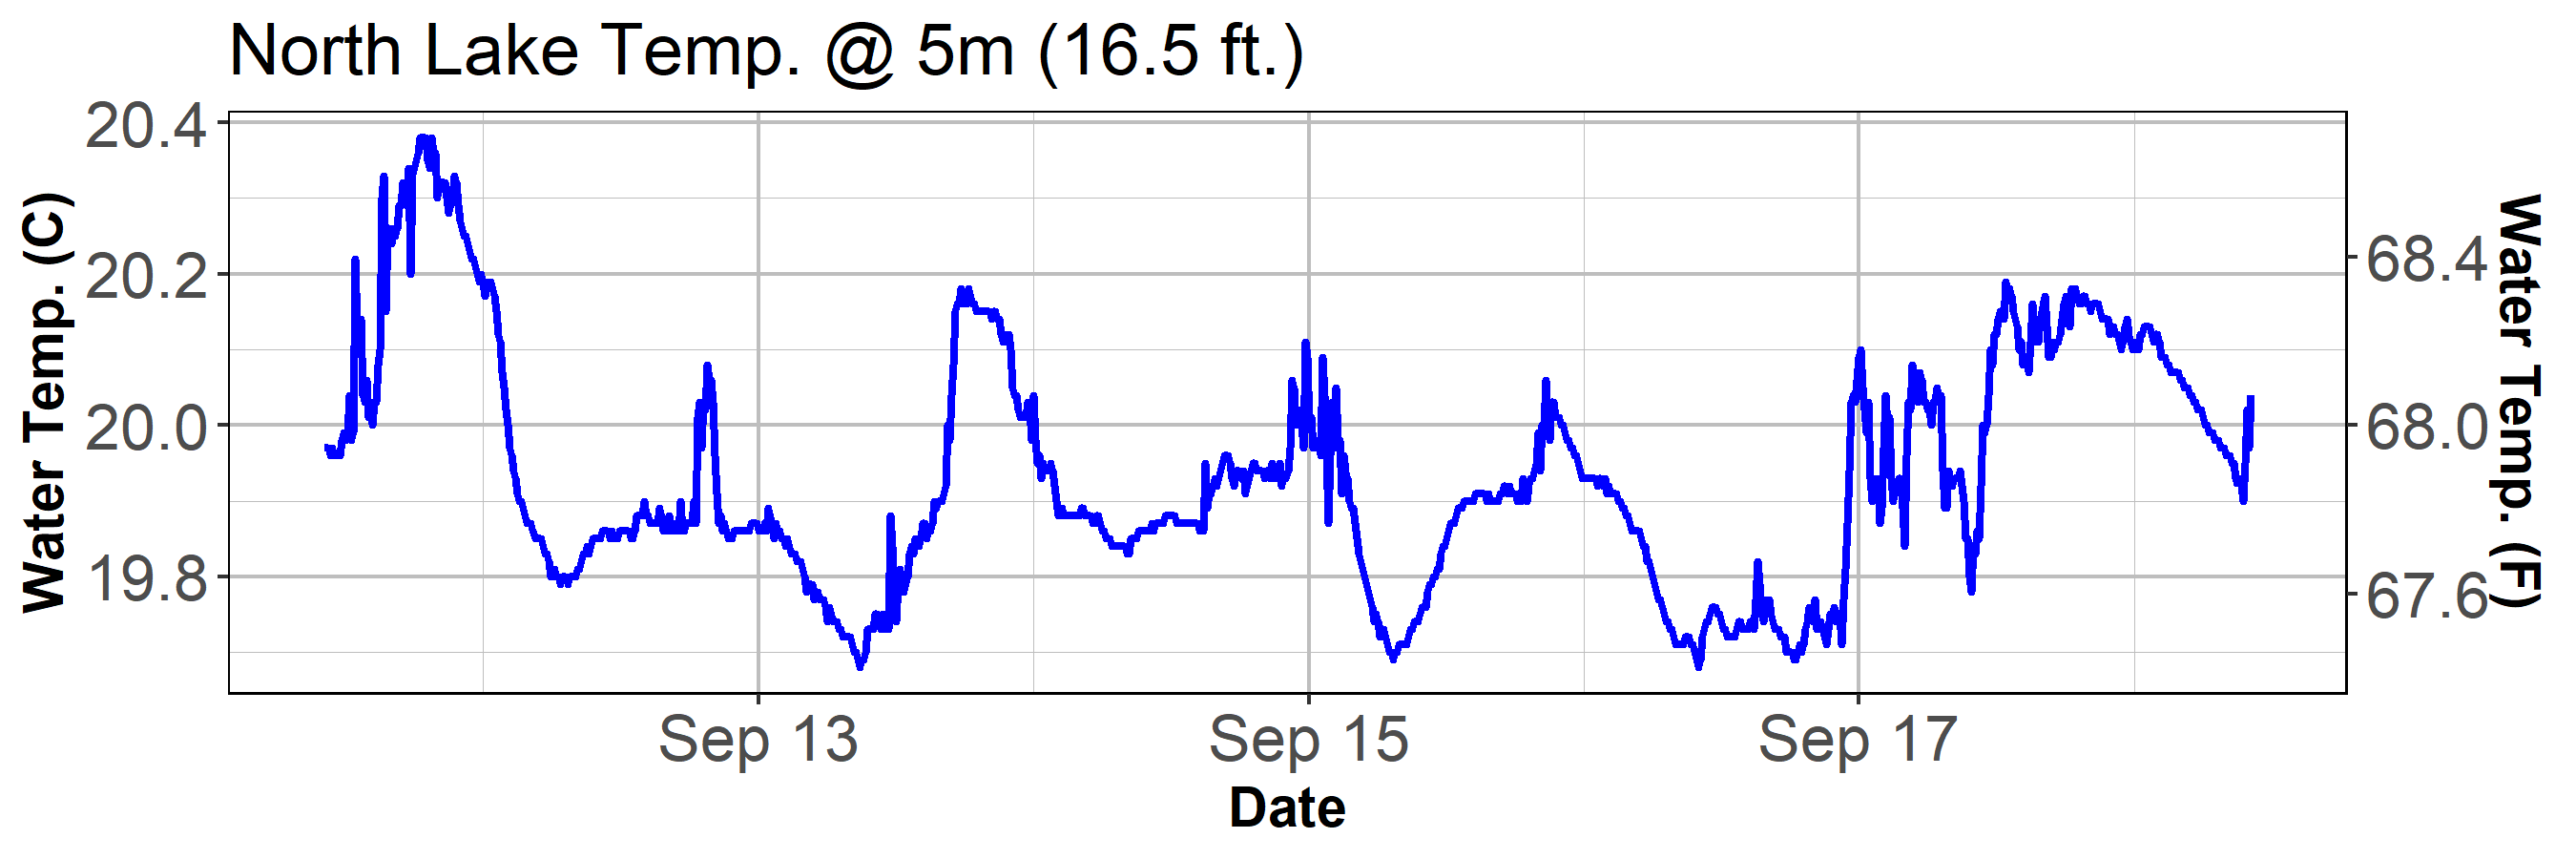 North Lake Temp. @ 5m (16.5 ft.)
Water Temp. (C)
20.4
20.2
20.0
19.8
68.4
68.0
67.6
Water Temp. (F)
Sep 13
Sep 15
Sep 17
Date